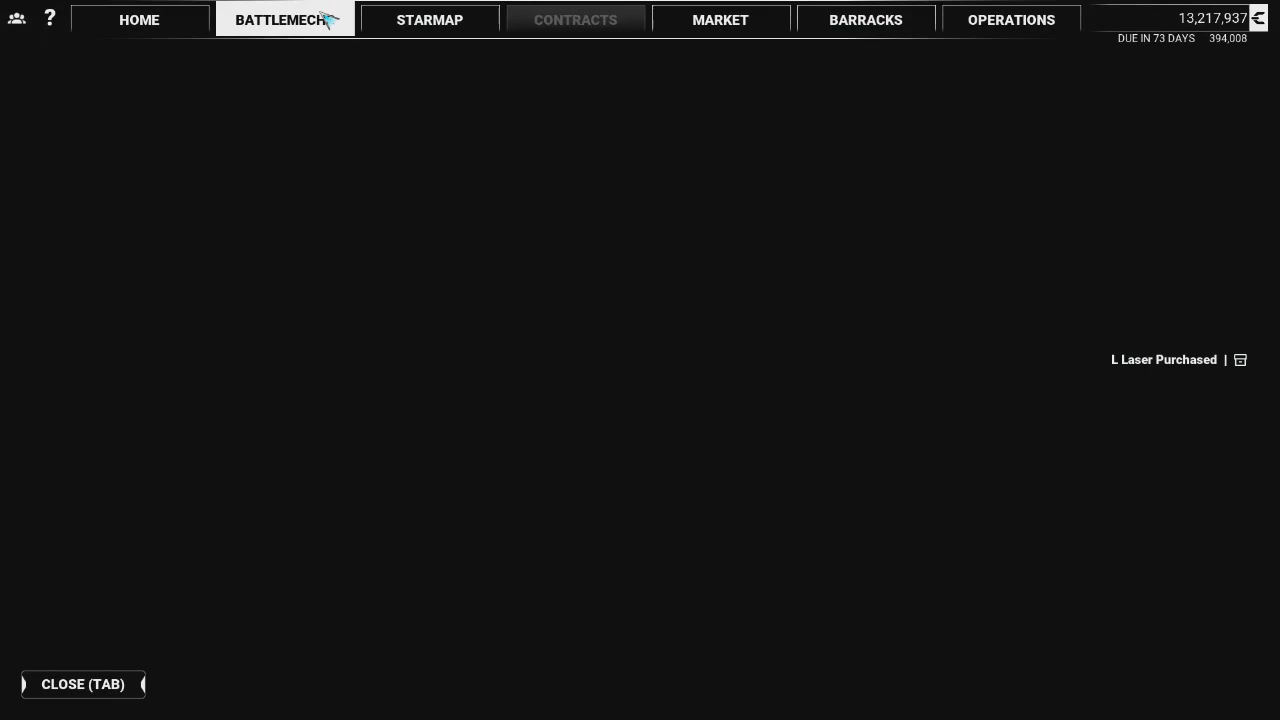 ?
HOME
BATTLEMECH
STARMAP
CONTRACTS
MARKET
BARRACKS
OPERATIONS
13,217,937
DUE IN 73 DAYS 394,008
L Laser Purchased |
CLOSE (TAB)